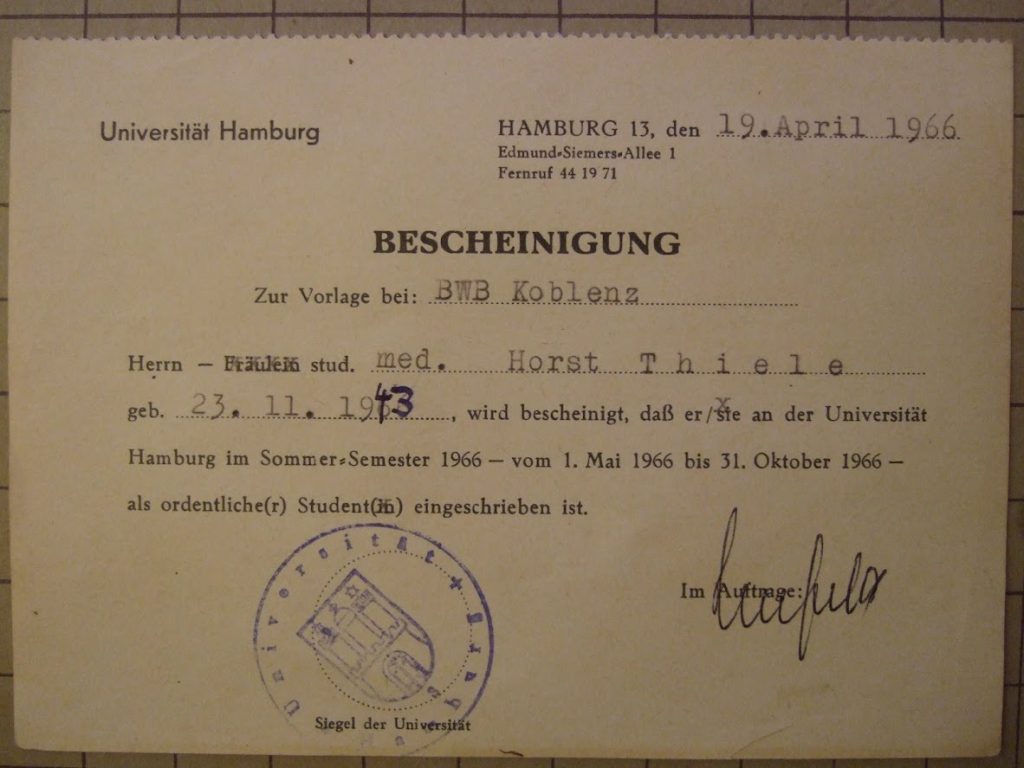 Universität Hamburg
HAMBURG 13, den 19. April 1966
Edmund-Siemers-Allee 1
Fernruf 44 19 71
BESCHEINIGUNG
Zur Vorlage bei: BWB Koblenz
Herrn — Fräulein stud. med. Horst Thiele
geb. 23. 11. 1943, wird bescheinigt, daß er/sie an der Universität
Hamburg im Sommer-Semester 1966 — vom 1. Mai 1966 bis 31. Oktober 1966 —
als ordentliche(r) Student(in) eingeschrieben ist.
Im Auftrage:
Universität + Hamburg
Siegel der Universität